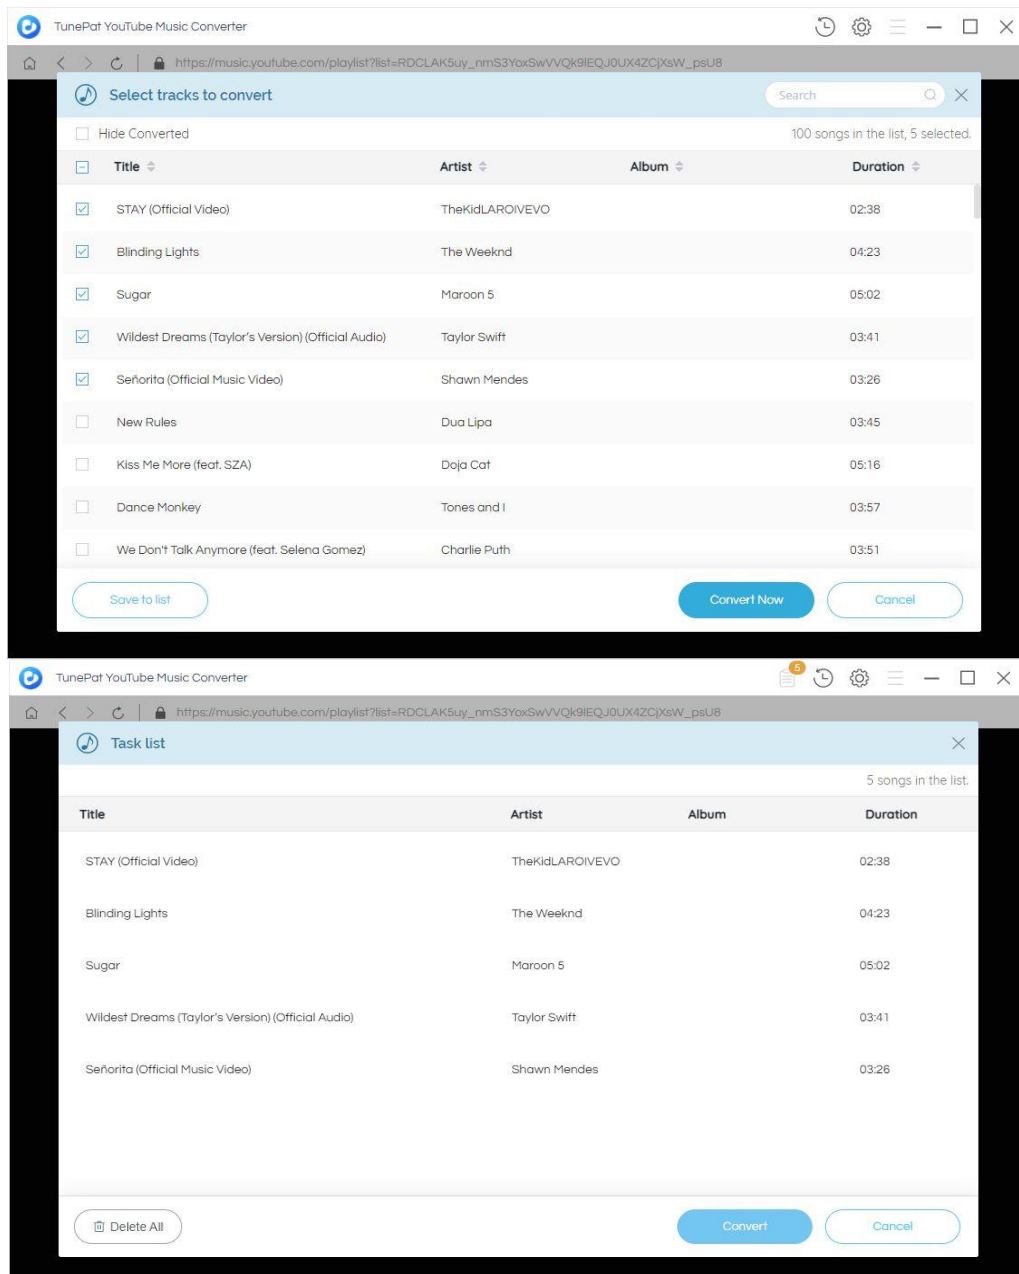 TunePat YouTube Music Converter
https://music.youtube.com/playlist?list=RDCLAK5uy_nmS3YoxSwVVQk9lEQJ0UX4ZCjXsW_psU8
Select tracks to convert Search
Hide Converted 100 songs in the list, 5 selected.
Title Artist Album Duration
STAY (Official Video) TheKidLAROIVEVO 02:38
Blinding Lights The Weeknd 04:23
Sugar Maroon 5 05:02
Wildest Dreams (Taylor's Version) (Official Audio) Taylor Swift 03:41
Señorita (Official Music Video) Shawn Mendes 03:26
New Rules Dua Lipa 03:45
Kiss Me More (feat. SZA) Doja Cat 05:16
Dance Monkey Tones and I 03:57
We Don't Talk Anymore (feat. Selena Gomez) Charlie Puth 03:51
Save to list Convert Now Cancel
TunePat YouTube Music Converter 5
https://music.youtube.com/playlist?list=RDCLAK5uy_nmS3YoxSwVVQk9lEQJ0UX4ZCjXsW_psU8
Task list
5 songs in the list.
Title Artist Album Duration
STAY (Official Video) TheKidLAROIVEVO 02:38
Blinding Lights The Weeknd 04:23
Sugar Maroon 5 05:02
Wildest Dreams (Taylor's Version) (Official Audio) Taylor Swift 03:41
Señorita (Official Music Video) Shawn Mendes 03:26
Delete All Convert Cancel